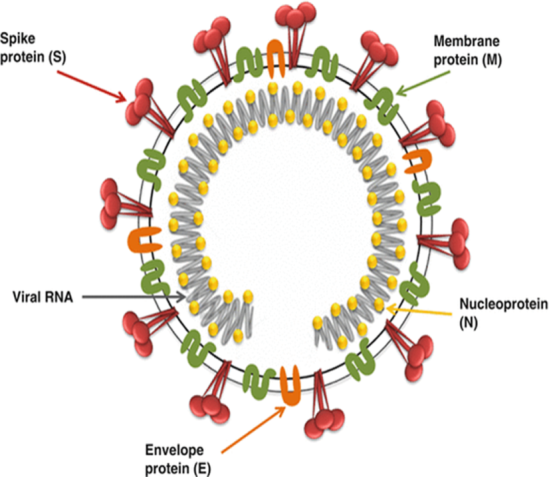 Spike
protein (S)
Membrane
protein (M)
Viral RNA
Nucleoprotein
(N)
Envelope
protein (E)